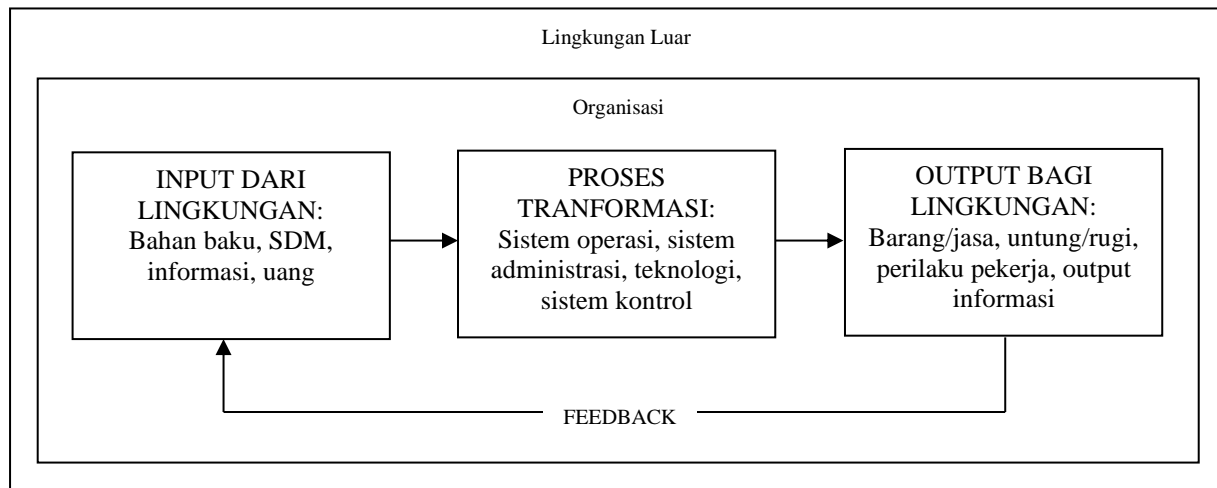 Lingkungan Luar
Organisasi
INPUT DARI
LINGKUNGAN:
Bahan baku, SDM,
informasi, uang
PROSES
TRANFORMASI:
Sistem operasi, sistem
administrasi, teknologi,
sistem kontrol
OUTPUT BAGI
LINGKUNGAN:
Barang/jasa, untung/rugi,
perilaku pekerja, output
informasi
FEEDBACK